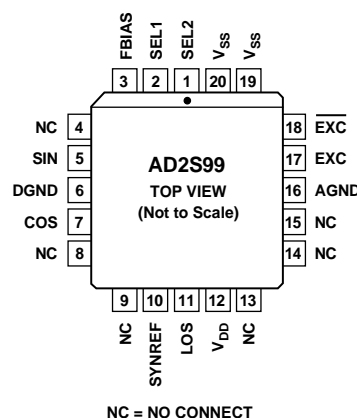 FBIAS
SEL1
SEL2
VSS
VSS
3
2
1
20
19
NC 4
SIN 5
DGND 6
COS 7
NC 8
AD2S99
TOP VIEW
(Not to Scale)
18 EXC
17 EXC
16 AGND
15 NC
14 NC
9
10
11
12
13
NC
SYNREF
LOS
VDD
NC
NC = NO CONNECT